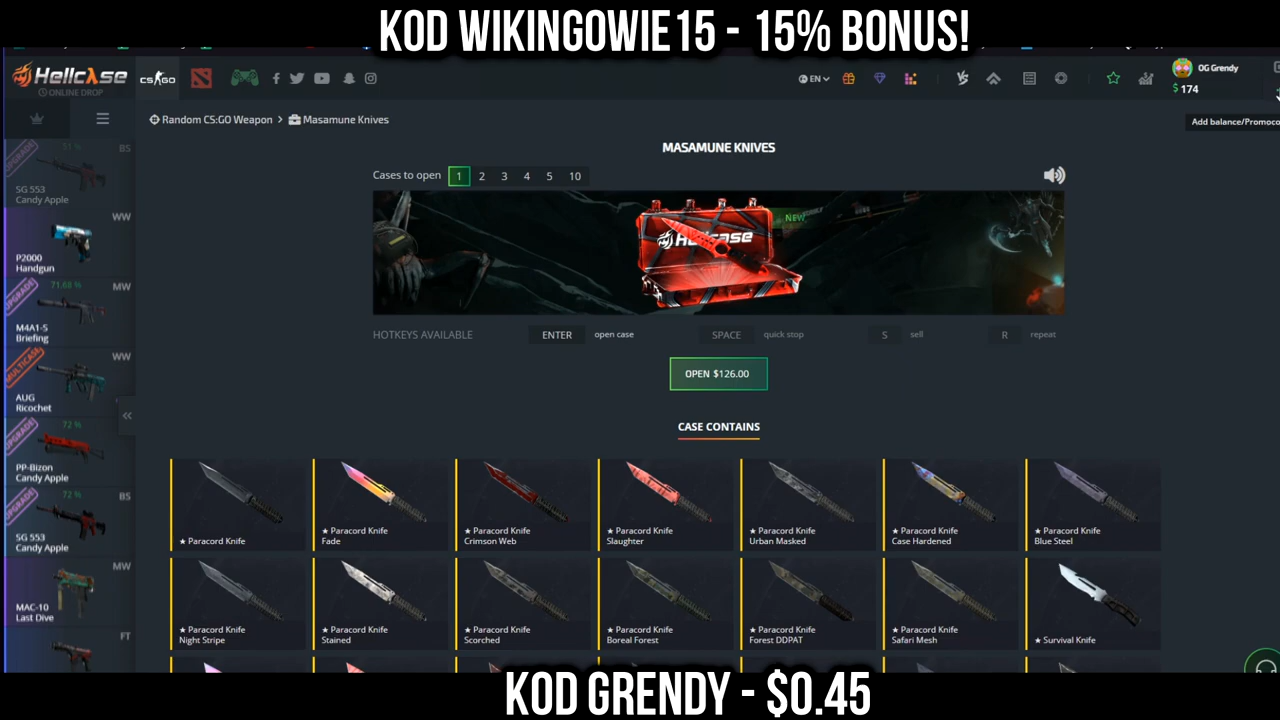 KOD WIKINGOWIE15 - 15% BONUS!
Hellcase
ONLINE DROP
CS:GO
EN
OG Grendy
$ 174
Add balance/Promoco
Random CS:GO Weapon > Masamune Knives
MASAMUNE KNIVES
Cases to open 1 2 3 4 5 10
NEW
Hellcase
HOTKEYS AVAILABLE ENTER open case SPACE quick stop S sell R repeat
OPEN $126.00
CASE CONTAINS
51 % BS
UPGRADE
SG 553
Candy Apple
WW
P2000
Handgun
71.68 % MW
UPGRADE
M4A1-S
Briefing
WW
MULTICASE
AUG
Ricochet
72 %
UPGRADE
PP-Bizon
Candy Apple
72 % BS
UPGRADE
SG 553
Candy Apple
MW
MAC-10
Last Dive
FT
★ Paracord Knife
★ Paracord Knife
Fade
★ Paracord Knife
Crimson Web
★ Paracord Knife
Slaughter
★ Paracord Knife
Urban Masked
★ Paracord Knife
Case Hardened
★ Paracord Knife
Blue Steel
★ Paracord Knife
Night Stripe
★ Paracord Knife
Stained
★ Paracord Knife
Scorched
★ Paracord Knife
Boreal Forest
★ Paracord Knife
Forest DDPAT
★ Paracord Knife
Safari Mesh
★ Survival Knife
KOD GRENDY - $0.45